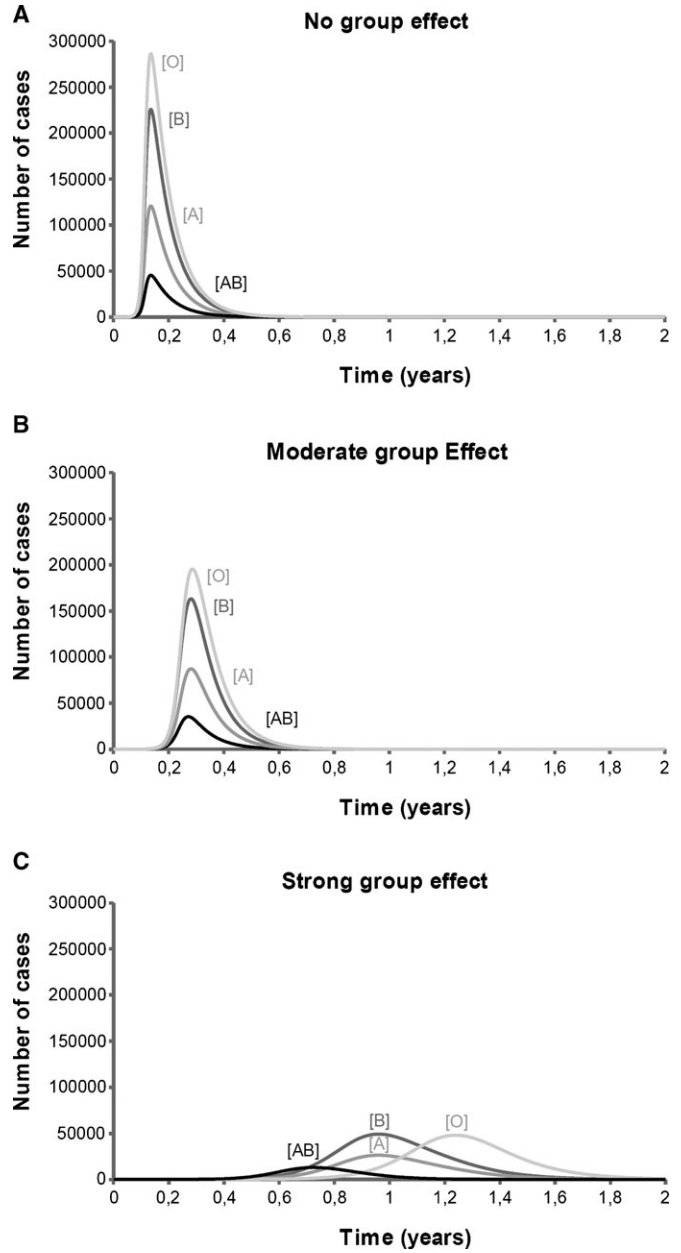 A
No group effect
Number of cases
300000
250000
200000
150000
100000
50000
0
[O]
[B]
[A]
[AB]
0 0,2 0,4 0,6 0,8 1 1,2 1,4 1,6 1,8 2
Time (years)
B
Moderate group Effect
Number of cases
300000
250000
200000
150000
100000
50000
0
[O]
[B]
[A]
[AB]
0 0,2 0,4 0,6 0,8 1 1,2 1,4 1,6 1,8 2
Time (years)
C
Strong group effect
Number of cases
300000
250000
200000
150000
100000
50000
0
[B]
[O]
[AB]
[A]
0 0,2 0,4 0,6 0,8 1 1,2 1,4 1,6 1,8 2
Time (years)